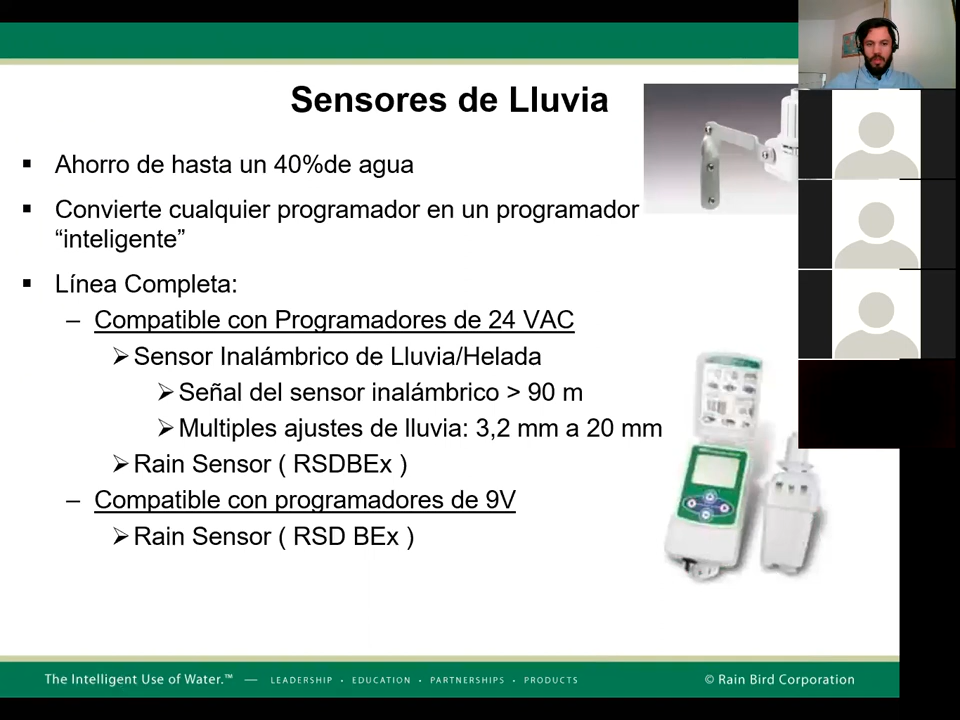 Sensores de Lluvia
▪ Ahorro de hasta un 40%de agua
▪ Convierte cualquier programador en un programador
“inteligente”
▪ Línea Completa:
– Compatible con Programadores de 24 VAC
➢Sensor Inalámbrico de Lluvia/Helada
➢Señal del sensor inalámbrico > 90 m
➢Multiples ajustes de lluvia: 3,2 mm a 20 mm
➢Rain Sensor ( RSDBEx )
– Compatible con programadores de 9V
➢Rain Sensor ( RSD BEx )
The Intelligent Use of Water.™ — LEADERSHIP • EDUCATION • PARTNERSHIPS • PRODUCTS © Rain Bird Corporation